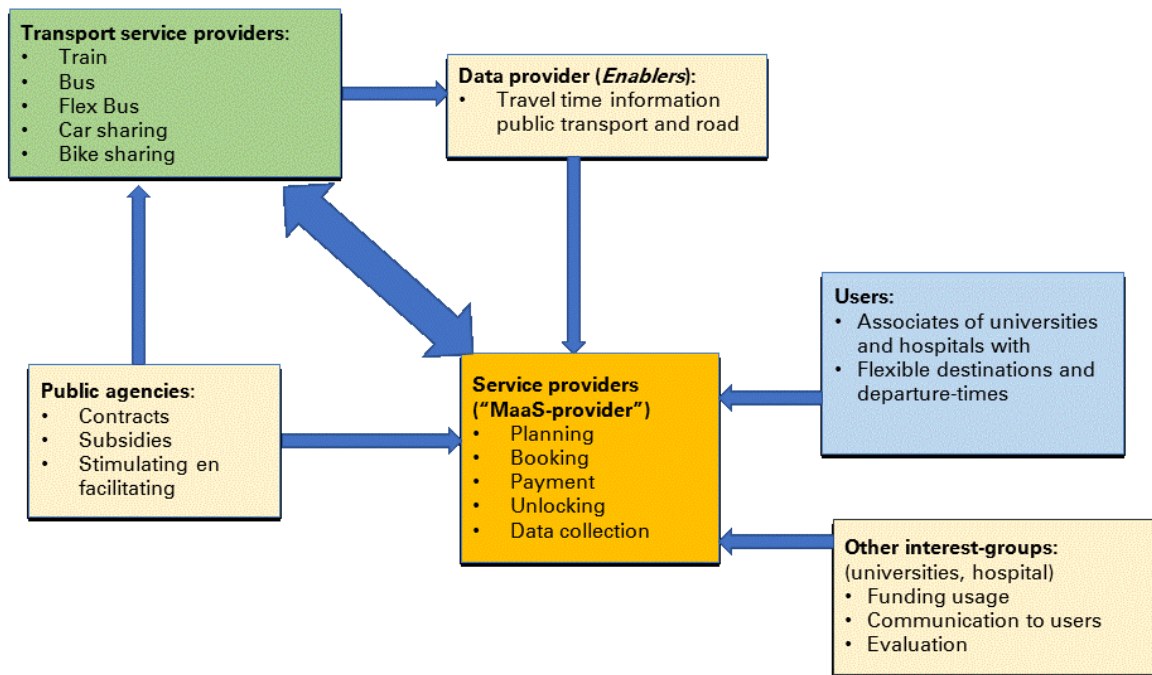 Transport service providers:
• Train
• Bus
• Flex Bus
• Car sharing
• Bike sharing
Data provider (Enablers):
• Travel time information
public transport and road
Users:
• Associates of universities
and hospitals with
• Flexible destinations and
departure-times
Public agencies:
• Contracts
• Subsidies
• Stimulating en
facilitating
Service providers
(“MaaS-provider”)
• Planning
• Booking
• Payment
• Unlocking
• Data collection
Other interest-groups:
(universities, hospital)
• Funding usage
• Communication to users
• Evaluation